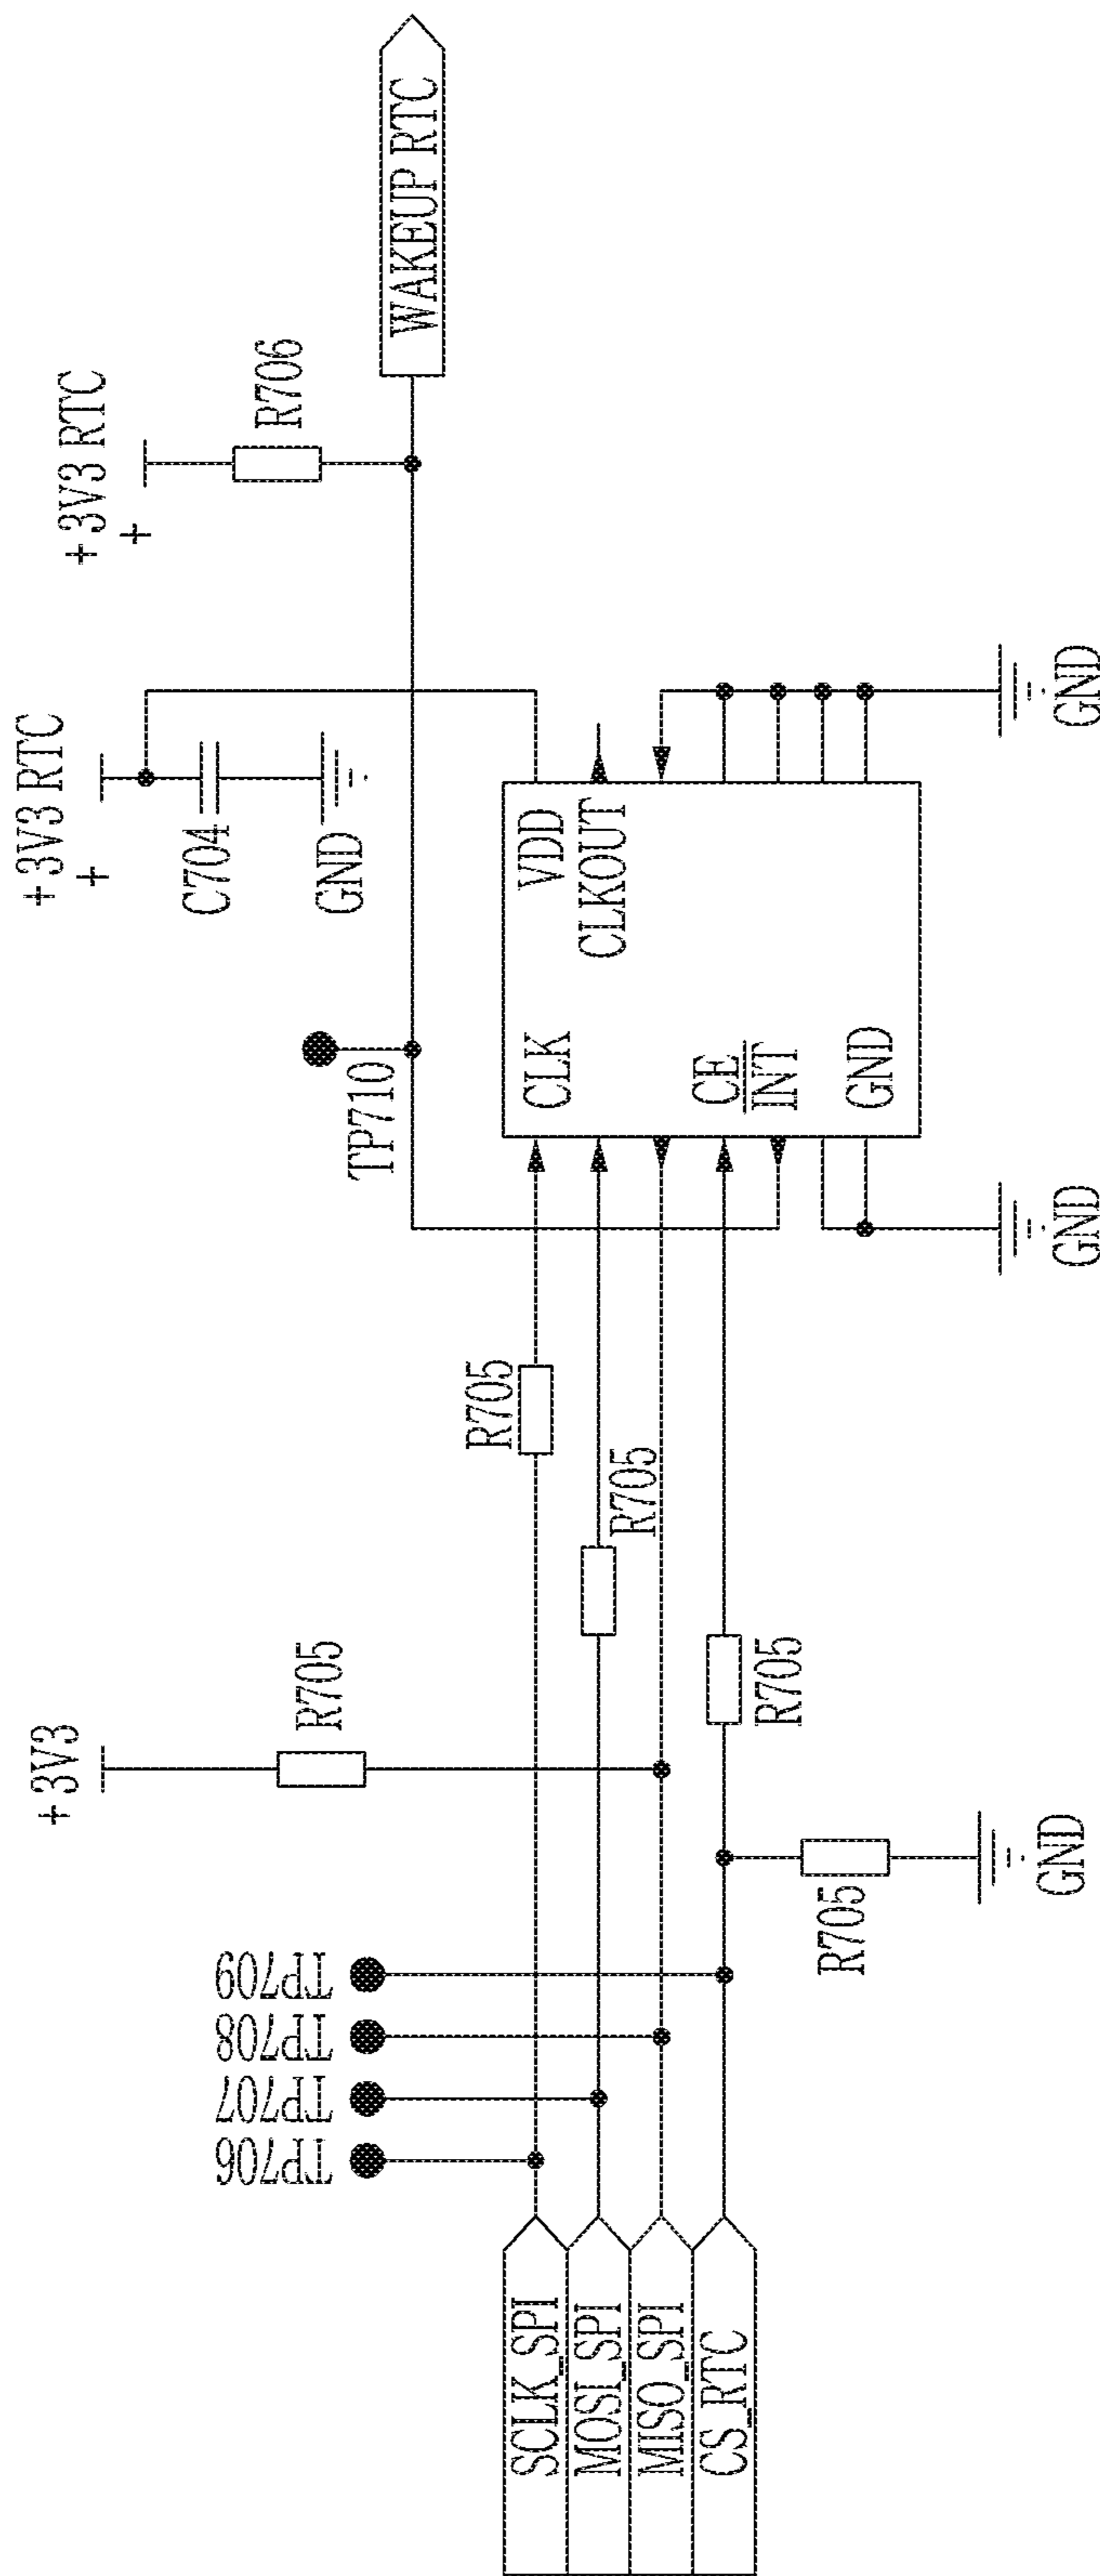 +3V3
+3V3 RTC
+
+3V3 RTC
+
R705
C704
GND
R706
TP706
TP707
TP708
TP709
TP710
WAKEUP RTC
SCLK_SPI
MOSI_SPI
MISO_SPI
CS_RTC
R705
R705
R705
R705
CLK
CE
INT
GND
VDD
CLKOUT
GND
GND
GND